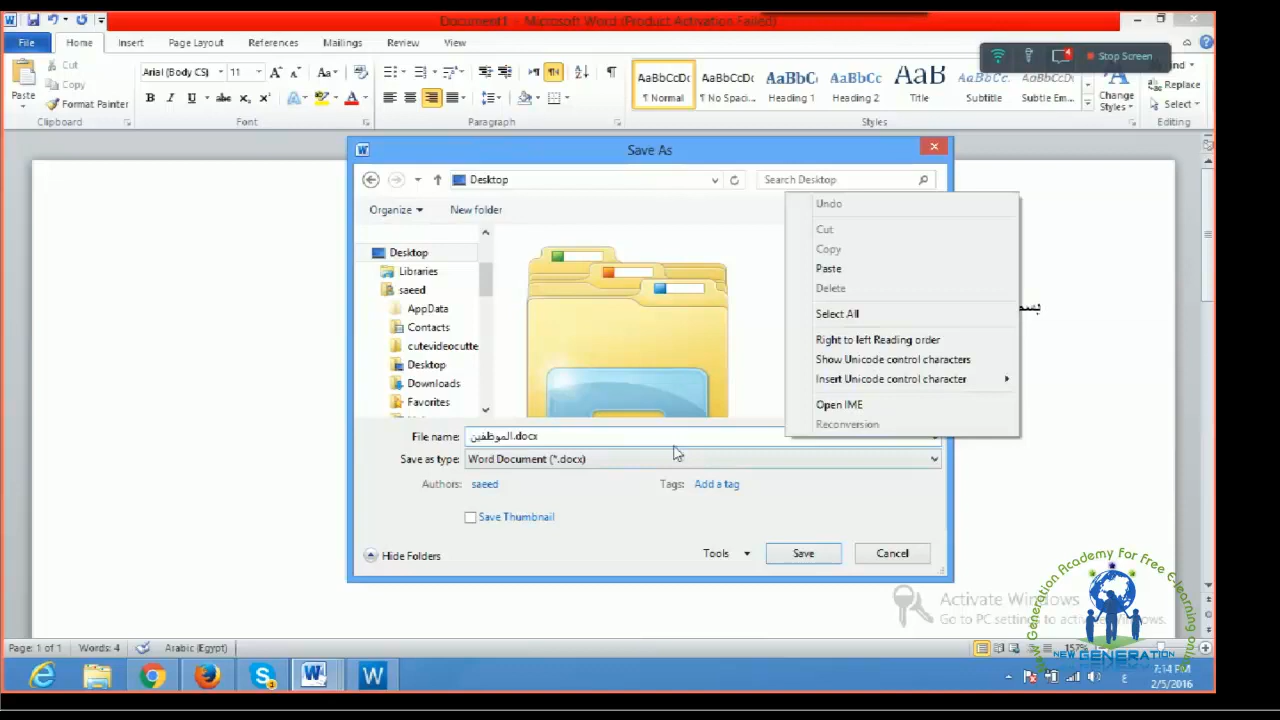 Document1 - Microsoft Word (Product Activation Failed)
File Home Insert Page Layout References Mailings Review View
Stop Screen
4
Cut
Copy
Format Painter
Paste
Arial (Body CS) 11
AaBbCcDc AaBbCcDc AaBbC AaBbCc AaB AaBbCc. AaBbCcDc
¶ Normal ¶ No Spaci... Heading 1 Heading 2 Title Subtitle Subtle Em...
Change
Styles
Replace
Select
Clipboard Font Paragraph Styles Editing
Save As
Desktop
Search Desktop
Organize New folder
Desktop
Libraries
saeed
AppData
Contacts
cutevideocutte
Desktop
Downloads
Favorites
Undo
Cut
Copy
Paste
Delete
Select All
Right to left Reading order
Show Unicode control characters
Insert Unicode control character
Open IME
Reconversion
File name: الموظفين.docx
Save as type: Word Document (*.docx)
Authors: saeed Tags: Add a tag
Save Thumbnail
Hide Folders Tools Save Cancel
Activate Windows
Go to PC settings to activate Windows.
New Generation Academy For Free E-learning
NEW GENERATION
Page: 1 of 1 Words: 4 Arabic (Egypt) 157%
7:14 PM
2/5/2016